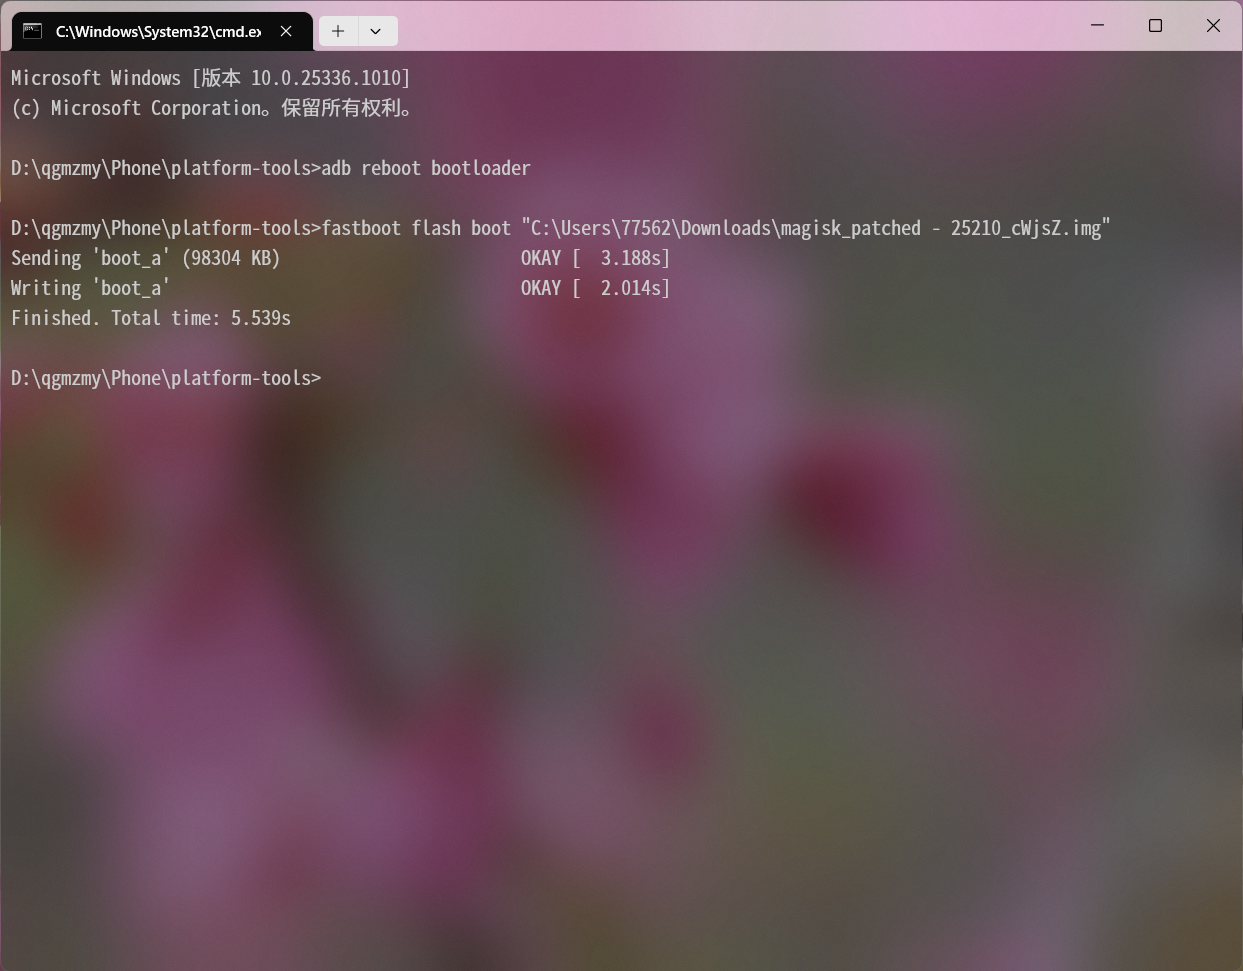 C:\Windows\System32\cmd.ex
Microsoft Windows [版本 10.0.25336.1010]
(c) Microsoft Corporation。保留所有权利。
D:\qgmzmy\Phone\platform-tools>adb reboot bootloader
D:\qgmzmy\Phone\platform-tools>fastboot flash boot "C:\Users\77562\Downloads\magisk_patched - 25210_cWjsZ.img"
Sending 'boot_a' (98304 KB)                        OKAY [  3.188s]
Writing 'boot_a'                                   OKAY [  2.014s]
Finished. Total time: 5.539s
D:\qgmzmy\Phone\platform-tools>